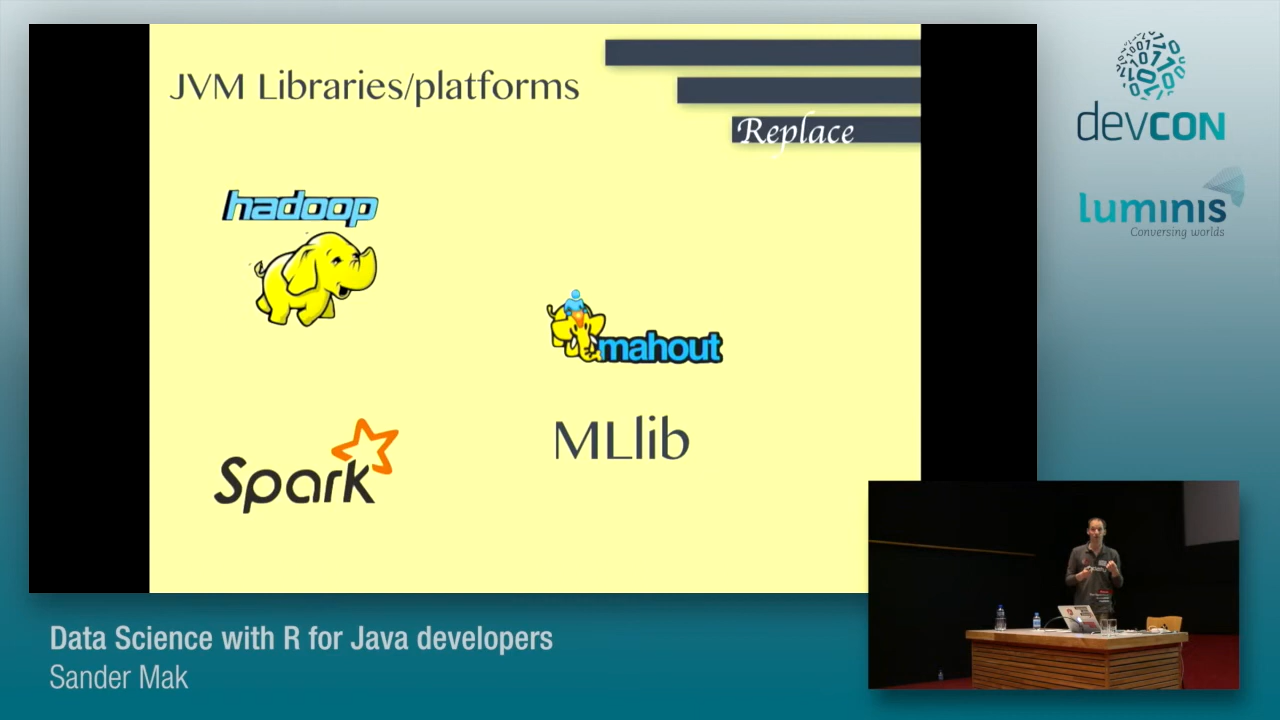 JVM Libraries/platforms
Replace
hadoop
mahout
Spark
MLlib
devcon
luminis
Conversing worlds
Data Science with R for Java developers
Sander Mak